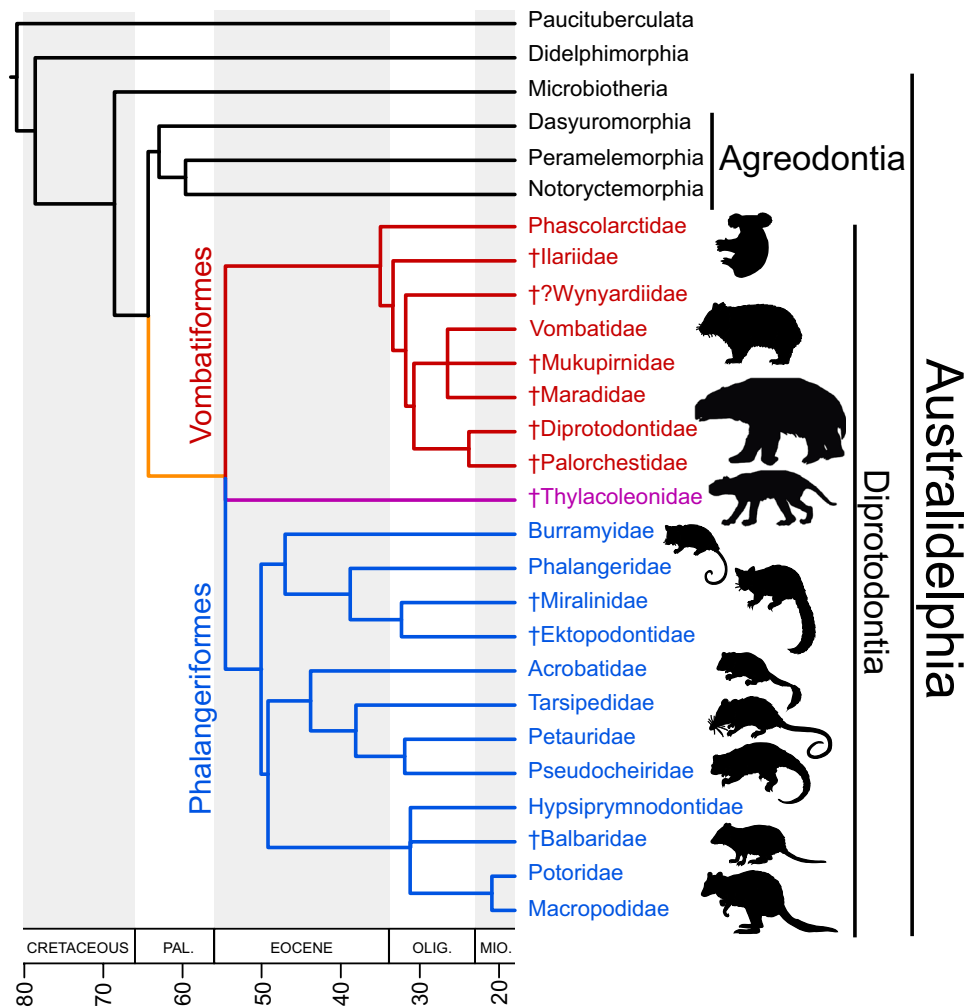 Paucituberculata
Didelphimorphia
Microbiotheria
Dasyuromorphia
Peramelemorphia
Notoryctemorphia
Agreodontia
Phascolarctidae
†Ilariidae
†?Wynyardiidae
Vombatidae
†Mukupirnidae
†Maradidae
†Diprotodontidae
†Palorchestidae
†Thylacoleonidae
Burramyidae
Phalangeridae
†Miralinidae
†Ektopodontidae
Acrobatidae
Tarsipedidae
Petauridae
Pseudocheiridae
Hypsiprymnodontidae
†Balbaridae
Potoridae
Macropodidae
Vombatiformes
Phalangeriformes
Diprotodontia
Australidelphia
CRETACEOUS PAL. EOCENE OLIG. MIO.
80 70 60 50 40 30 20